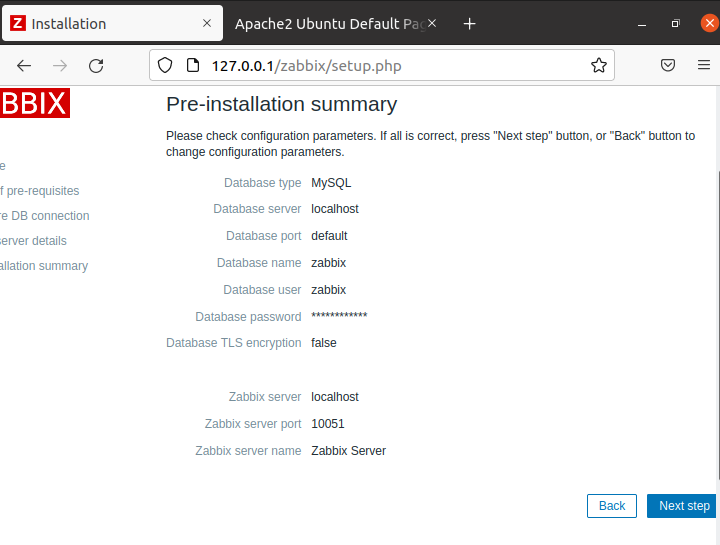 Z Installation
Apache2 Ubuntu Default Pag
127.0.0.1/zabbix/setup.php
BBIX
Pre-installation summary
Please check configuration parameters. If all is correct, press "Next step" button, or "Back" button to
change configuration parameters.
e
f pre-requisites
re DB connection
server details
allation summary
Database type MySQL
Database server localhost
Database port default
Database name zabbix
Database user zabbix
Database password ************
Database TLS encryption false
Zabbix server localhost
Zabbix server port 10051
Zabbix server name Zabbix Server
Back Next step